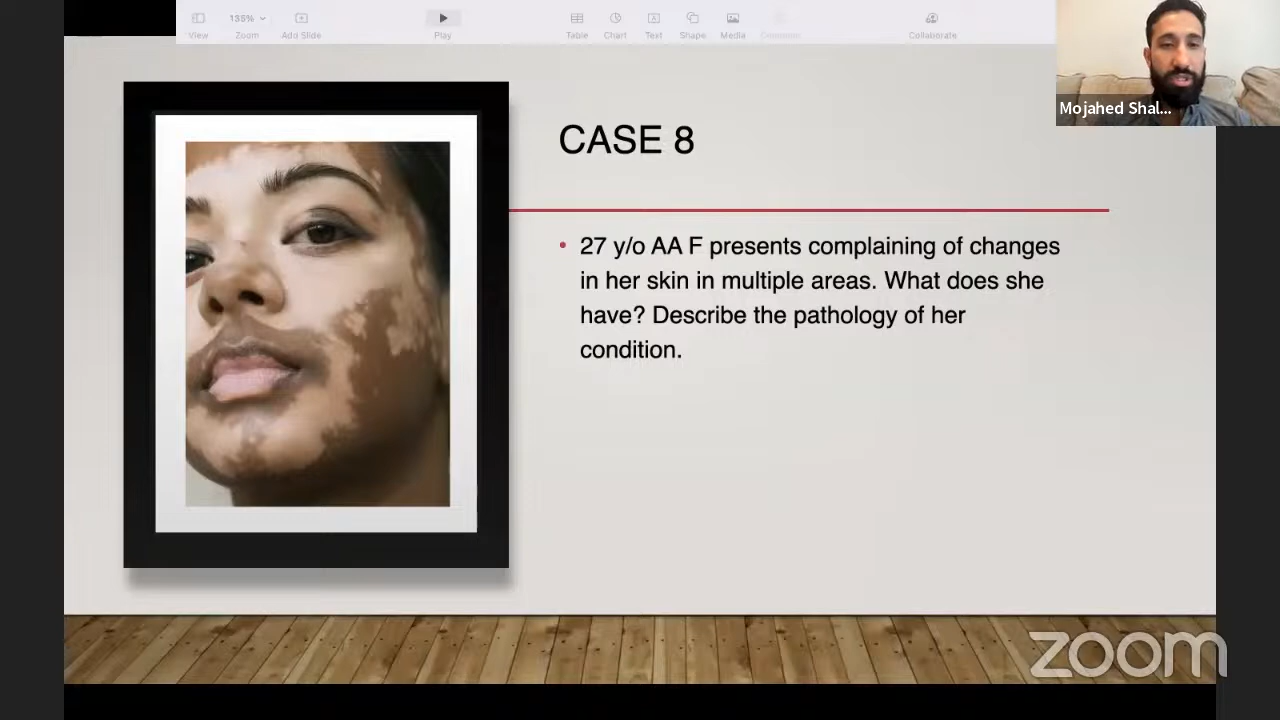 135%
View
Zoom
Add Slide
Play
Table
Chart
Text
Shape
Media
Comment
Collaborate
Mojahed Shal...
CASE 8
• 27 y/o AA F presents complaining of changes
in her skin in multiple areas. What does she
have? Describe the pathology of her
condition.
zoom